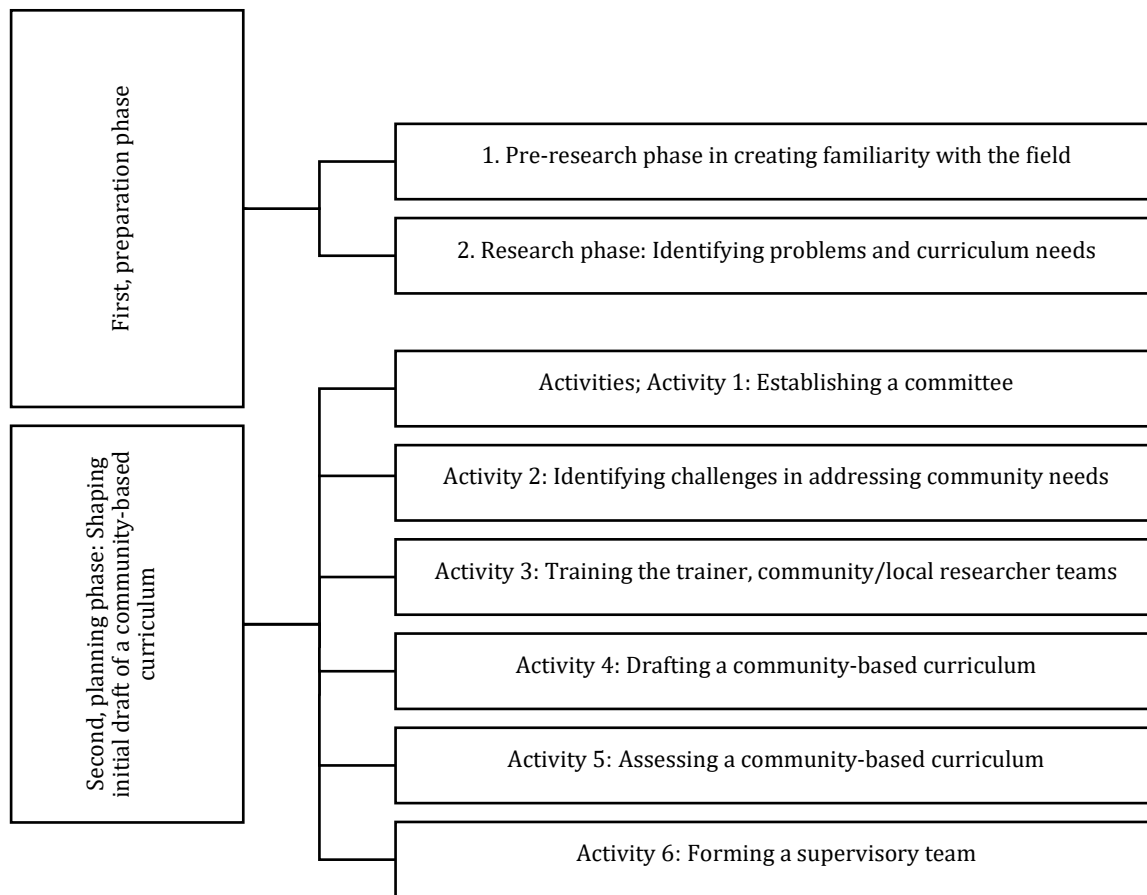 First, preparation phase
1. Pre-research phase in creating familiarity with the field
2. Research phase: Identifying problems and curriculum needs
Second, planning phase: Shaping
initial draft of a community-based
curriculum
Activities; Activity 1: Establishing a committee
Activity 2: Identifying challenges in addressing community needs
Activity 3: Training the trainer, community/local researcher teams
Activity 4: Drafting a community-based curriculum
Activity 5: Assessing a community-based curriculum
Activity 6: Forming a supervisory team